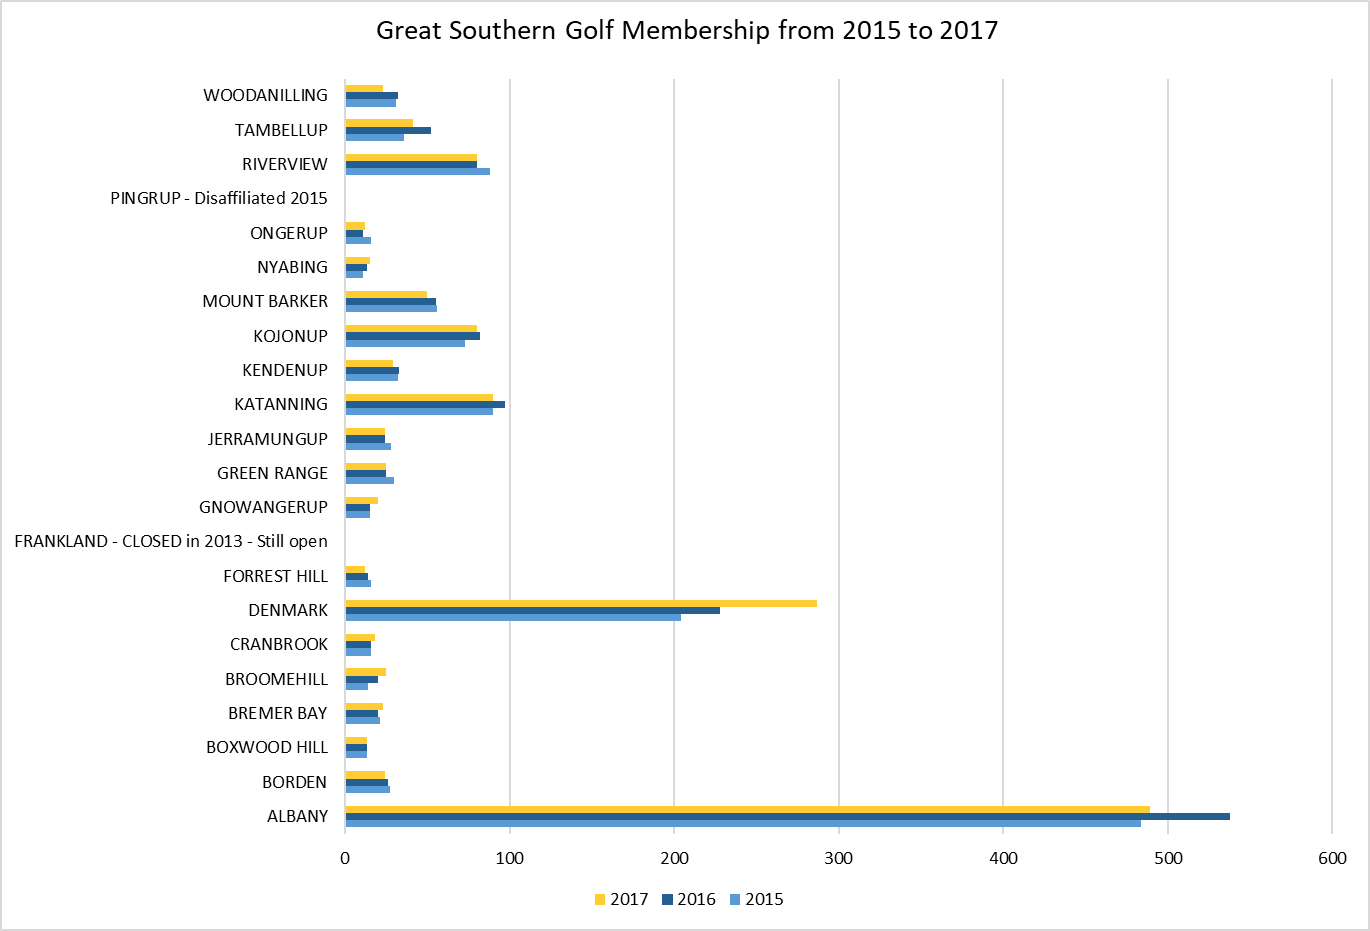 Great Southern Golf Membership from 2015 to 2017
WOODANILLING
TAMBELLUP
RIVERVIEW
PINGRUP - Disaffiliated 2015
ONGERUP
NYABING
MOUNT BARKER
KOJONUP
KENDENUP
KATANNING
JERRAMUNGUP
GREEN RANGE
GNOWANGERUP
FRANKLAND - CLOSED in 2013 - Still open
FORREST HILL
DENMARK
CRANBROOK
BROOMEHILL
BREMER BAY
BOXWOOD HILL
BORDEN
ALBANY
0 100 200 300 400 500 600
2017 2016 2015